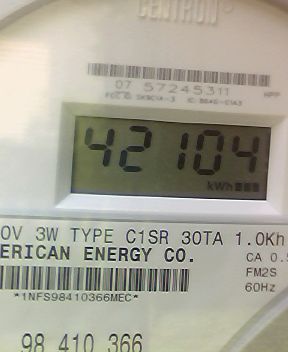 CENTRON®
07 57245311
42104
kWh
0V 3W TYPE C1SR 30TA 1.0Kh
ERICAN ENERGY CO.
CA 0.5
FM2S
*1NFS98410366MEC*
60Hz
98 410 366